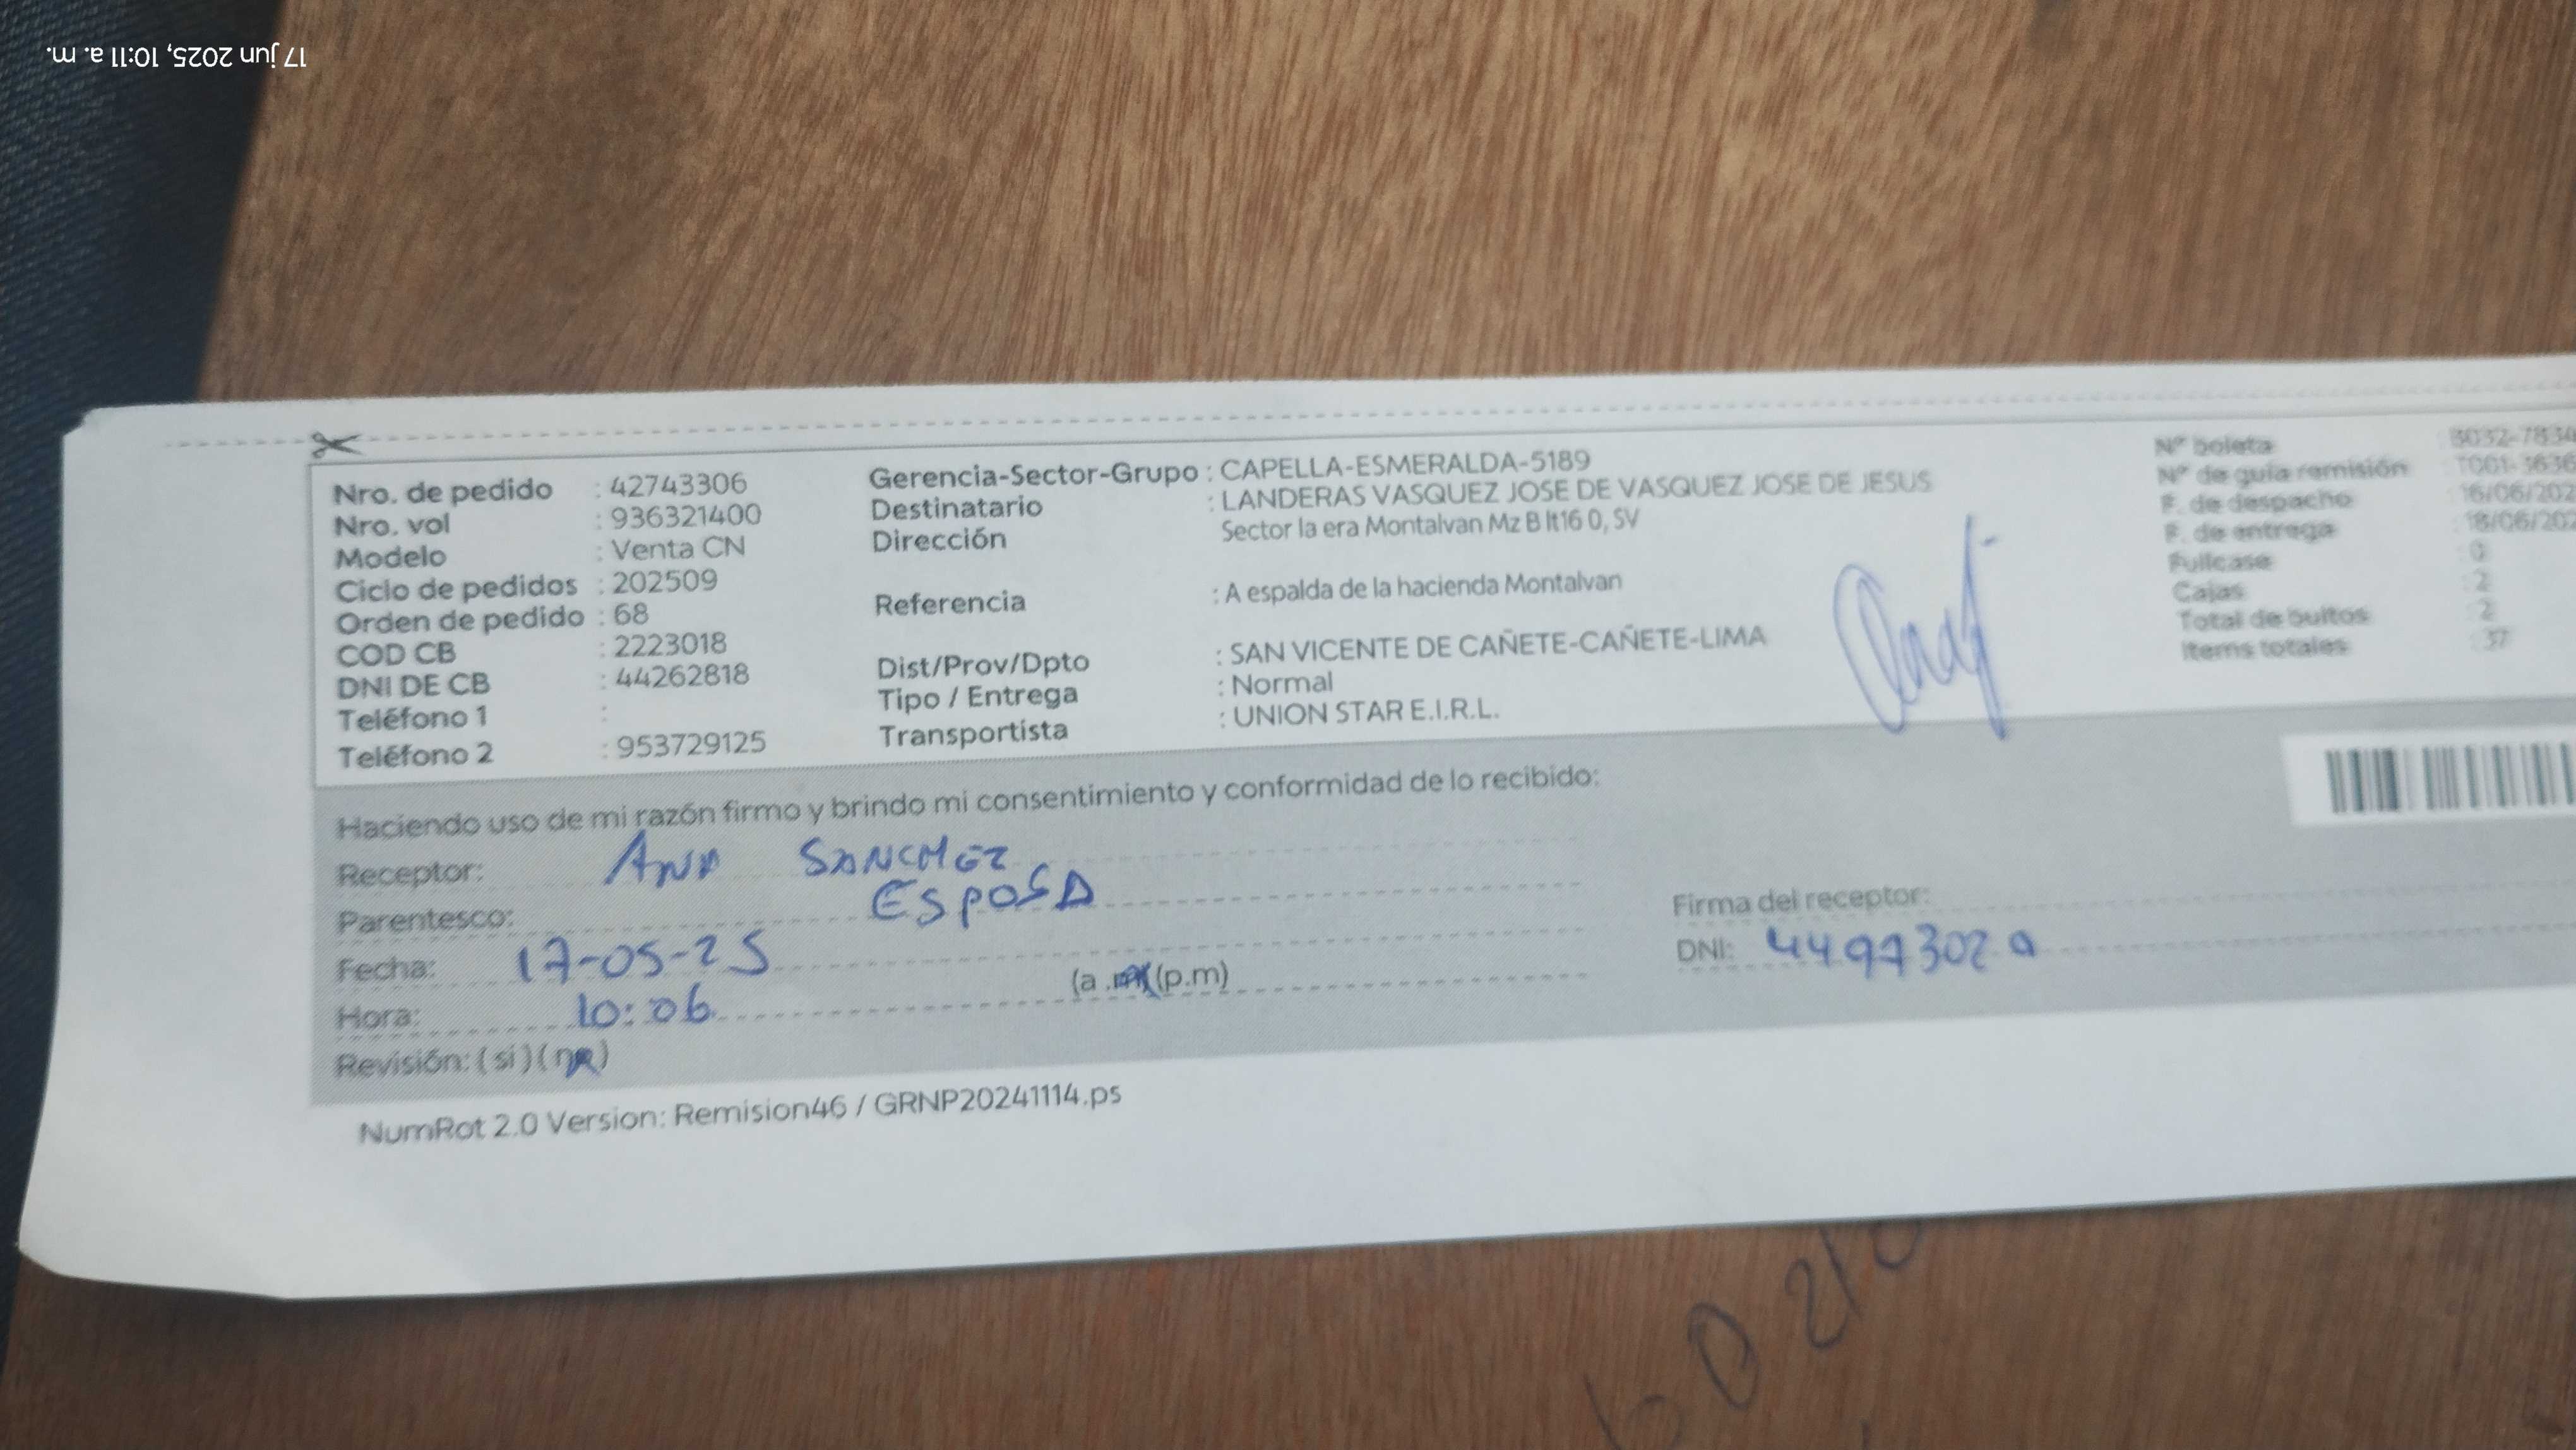 17 jun 2025, 10:11 a. m.
Nro. de pedido : 42743306
Nro. vol : 936321400
Modelo : Venta CN
Ciclo de pedidos : 202509
Orden de pedido : 68
COD CB : 2223018
DNI DE CB : 44262818
Teléfono 1 :
Teléfono 2 : 953729125
Gerencia-Sector-Grupo : CAPELLA-ESMERALDA-5189
Destinatario : LANDERAS VASQUEZ JOSE DE VASQUEZ JOSE DE JESUS
Dirección Sector la era Montalvan Mz B lt16 0, SV
Referencia : A espalda de la hacienda Montalvan
Dist/Prov/Dpto : SAN VICENTE DE CAÑETE-CAÑETE-LIMA
Tipo / Entrega : Normal
Transportista : UNION STAR E.I.R.L.
N° boleta
N° de guía remisión
F. de despacho : 16/06/202
F. de entrega : 18/06/202
Fullcase : 0
Cajas : 2
Total de bultos : 2
Items totales : 37
Haciendo uso de mi razón firmo y brindo mi consentimiento y conformidad de lo recibido:
Receptor: ANA SANCHEZ
Parentesco: ESPOSA
Fecha: 17-05-25
Hora: 10:06 (a.m) (p.m)
Revisión: (si) (no)
Firma del receptor:
DNI:
NumRot 2.0 Version: Remision46 / GRNP20241114.ps